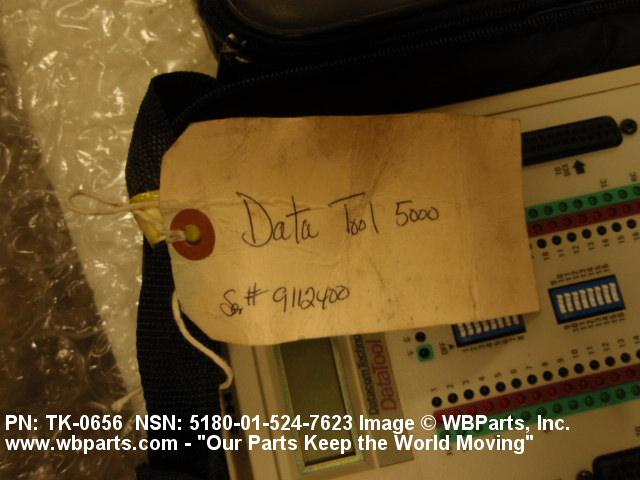 Data Tool 5000
Ser# 9112400
DataTool
PN: TK-0656 NSN: 5180-01-524-7623 Image © WBParts, Inc.
www.wbparts.com - "Our Parts Keep the World Moving"